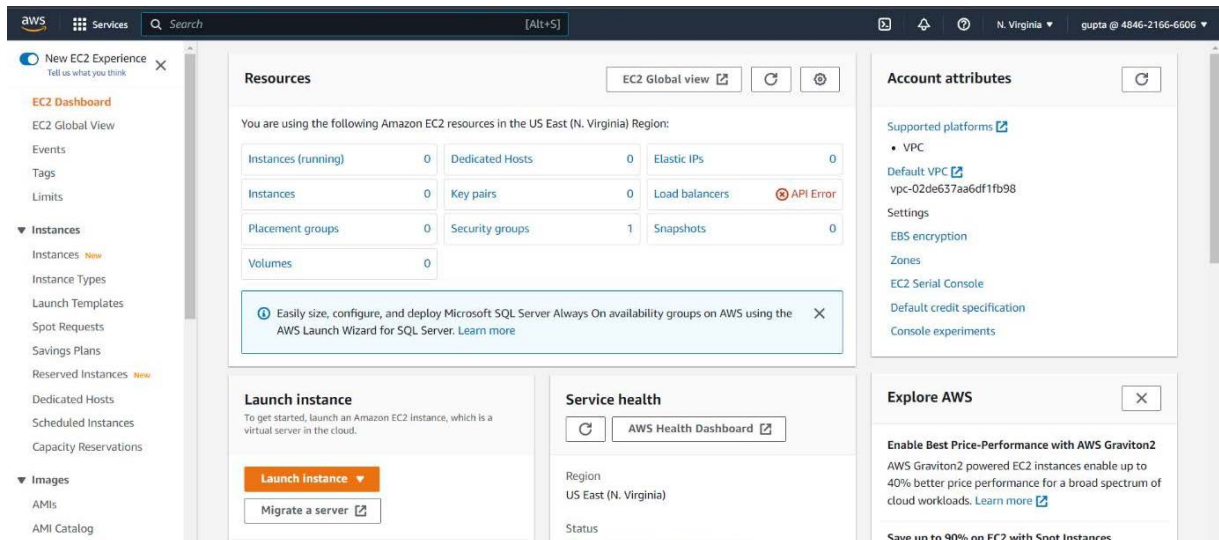 aws
Services
Search
[Alt+S]
N. Virginia ▼
gupta @ 4846-2166-6606 ▼
New EC2 Experience
Tell us what you think
EC2 Dashboard
EC2 Global View
Events
Tags
Limits
▼ Instances
Instances New
Instance Types
Launch Templates
Spot Requests
Savings Plans
Reserved Instances New
Dedicated Hosts
Scheduled Instances
Capacity Reservations
▼ Images
AMIs
AMI Catalog
Resources
EC2 Global view
You are using the following Amazon EC2 resources in the US East (N. Virginia) Region:
Instances (running) 0 Dedicated Hosts 0 Elastic IPs 0
Instances 0 Key pairs 0 Load balancers API Error
Placement groups 0 Security groups 1 Snapshots 0
Volumes 0
Easily size, configure, and deploy Microsoft SQL Server Always On availability groups on AWS using the
AWS Launch Wizard for SQL Server. Learn more
Launch instance
To get started, launch an Amazon EC2 instance, which is a
virtual server in the cloud.
Launch instance ▼
Migrate a server
Service health
AWS Health Dashboard
Region
US East (N. Virginia)
Status
Account attributes
Supported platforms
• VPC
Default VPC
vpc-02de637aa6df1fb98
Settings
EBS encryption
Zones
EC2 Serial Console
Default credit specification
Console experiments
Explore AWS
Enable Best Price-Performance with AWS Graviton2
AWS Graviton2 powered EC2 instances enable up to
40% better price performance for a broad spectrum of
cloud workloads. Learn more
Save up to 90% on EC2 with Spot Instances